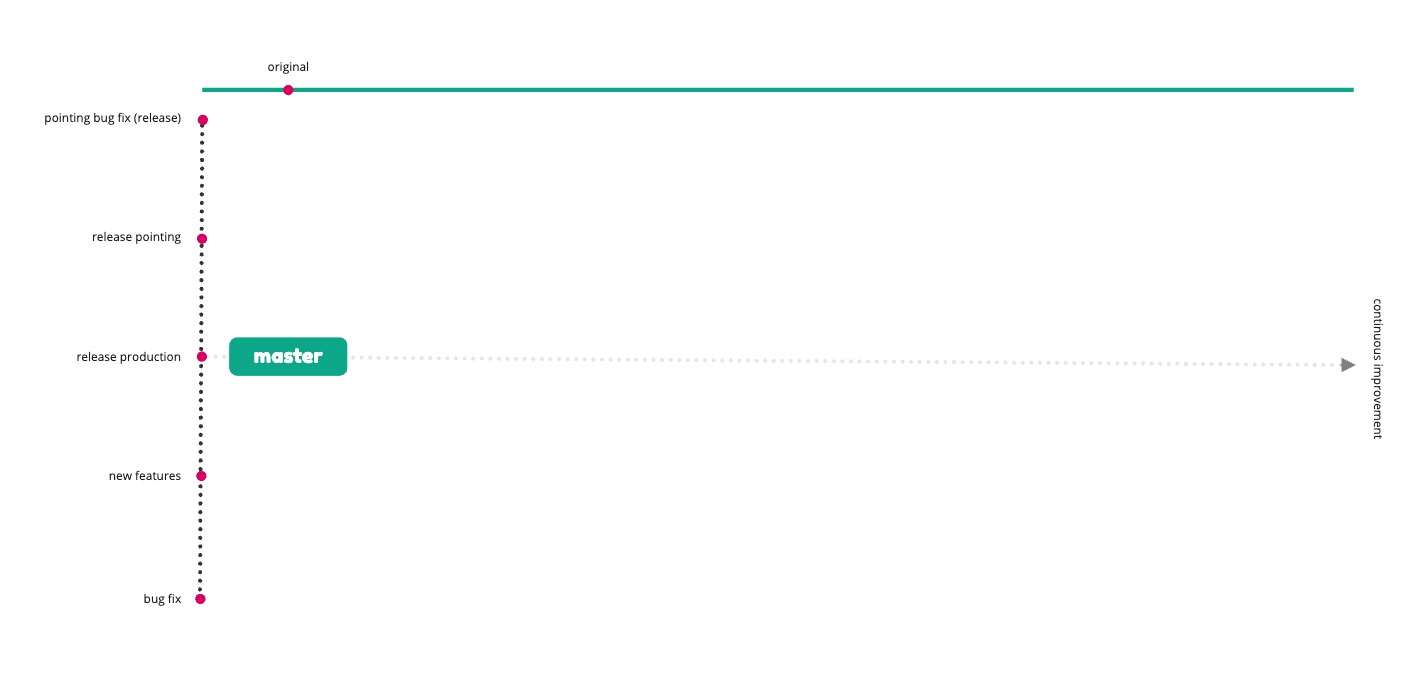 original
pointing bug fix (release)
release pointing
release production
master
continuous improvement
new features
bug fix